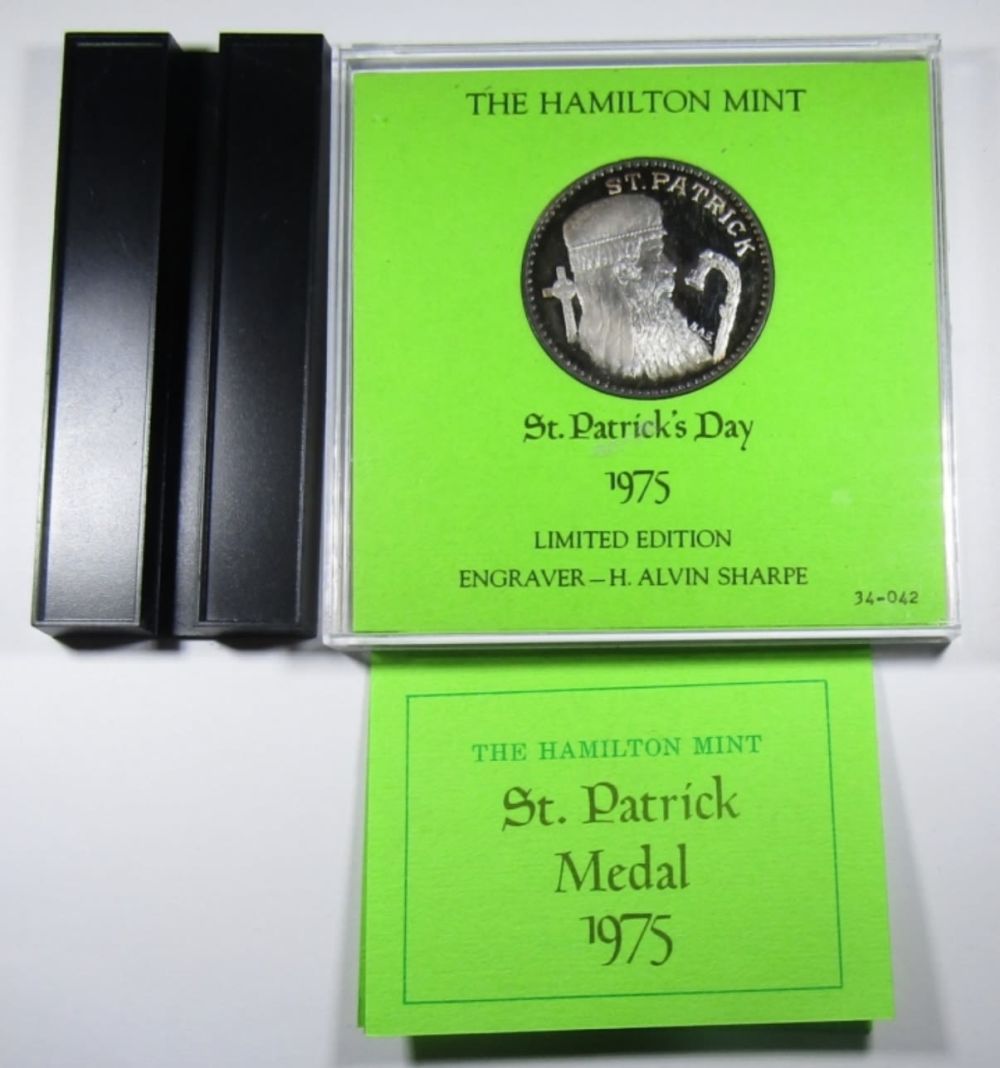 THE HAMILTON MINT
ST. PATRICK
HAS
St. Patrick's Day
1975
LIMITED EDITION
ENGRAVER—H. ALVIN SHARPE
34-042
THE HAMILTON MINT
St. Patrick
Medal
1975